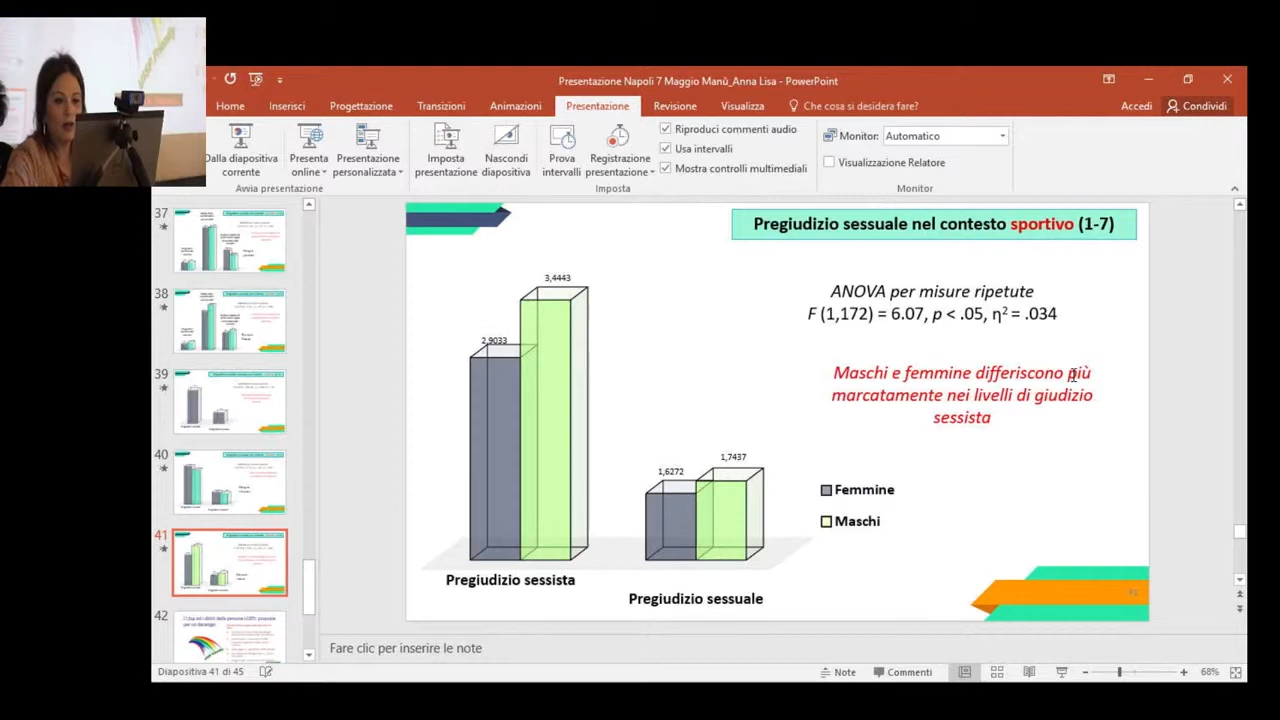 Presentazione Napoli 7 Maggio Manù_Anna Lisa - PowerPoint
Home
Inserisci
Progettazione
Transizioni
Animazioni
Presentazione
Revisione
Visualizza
Che cosa si desidera fare?
Accedi
Condividi
Dalla diapositiva
corrente
Presenta
online
Presentazione
personalizzata
Avvia presentazione
Imposta
presentazione
Nascondi
diapositiva
Prova
intervalli
Registrazione
presentazione
Riproduci commenti audio
Usa intervalli
Mostra controlli multimediali
Imposta
Monitor:
Automatico
Visualizzazione Relatore
Monitor
37
38
39
40
41
42
Pregiudizio sessuale nel contesto sportivo (1-7)
3,4443
2,9033
ANOVA per misure ripetute
F (1,172) = 6.07, p < .05, η² = .034
Maschi e femmine differiscono più
marcatamente nei livelli di giudizio
sessista
1,7437
1,6272
Femmine
Maschi
Pregiudizio sessista
Pregiudizio sessuale
41
Fare clic per inserire le note
Diapositiva 41 di 45
Note
Commenti
68%